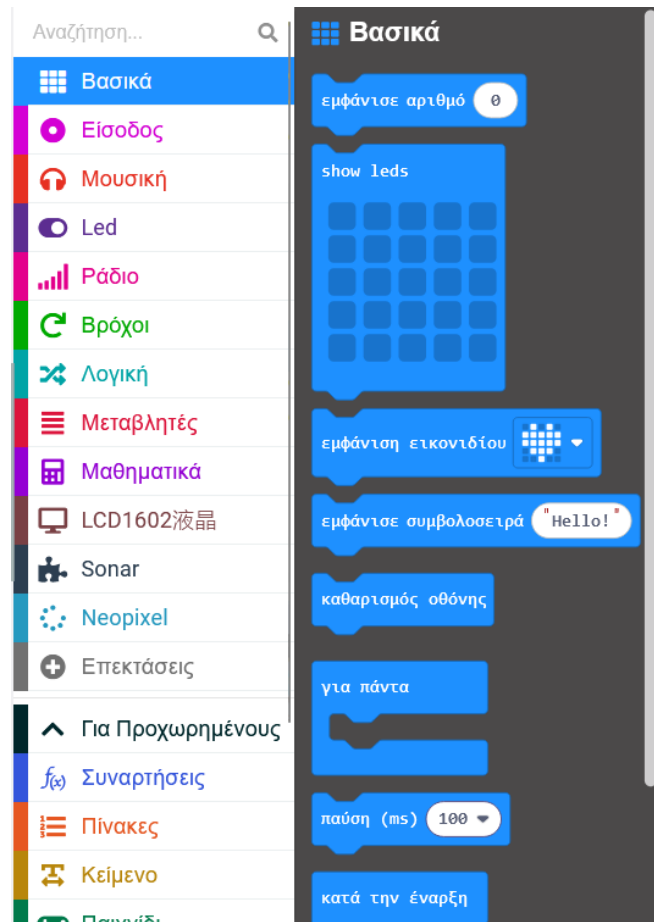 Αναζήτηση...
Βασικά
Είσοδος
Μουσική
Led
Ράδιο
Βρόχοι
Λογική
Μεταβλητές
Μαθηματικά
LCD1602液晶
Sonar
Neopixel
Επεκτάσεις
Για Προχωρημένους
f(x) Συναρτήσεις
Πίνακες
Κείμενο
Παιχνίδι
Βασικά
εμφάνισε αριθμό 0
show leds
εμφάνιση εικονιδίου
εμφάνισε συμβολοσειρά "Hello!"
καθαρισμός οθόνης
για πάντα
παύση (ms) 100
κατά την έναρξη